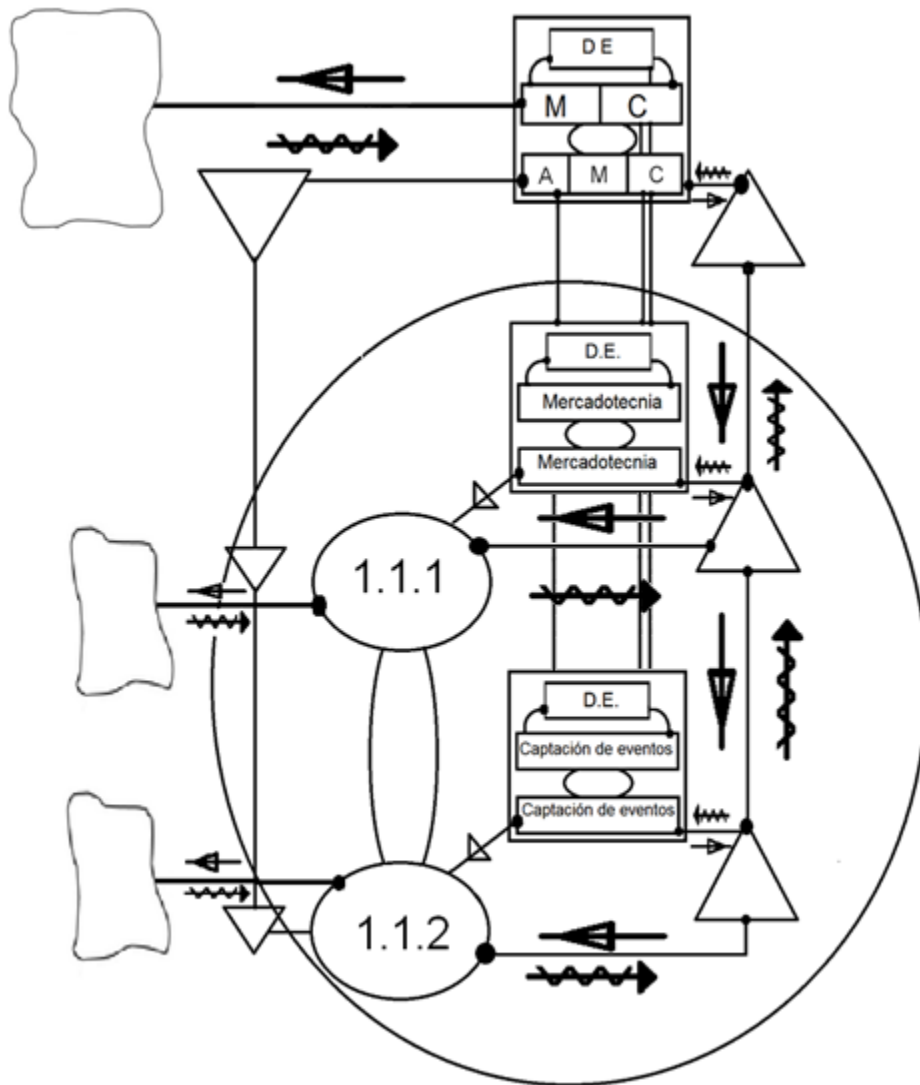 D E
M C
A M C
D.E.
Mercadotecnia
Mercadotecnia
1.1.1
D.E.
Captación de eventos
Captación de eventos
1.1.2